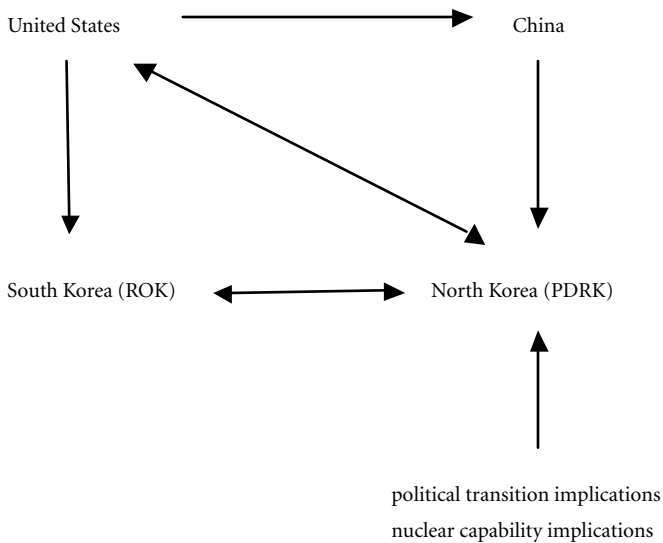 United States
China
South Korea (ROK)
North Korea (PDRK)
political transition implications
nuclear capability implications